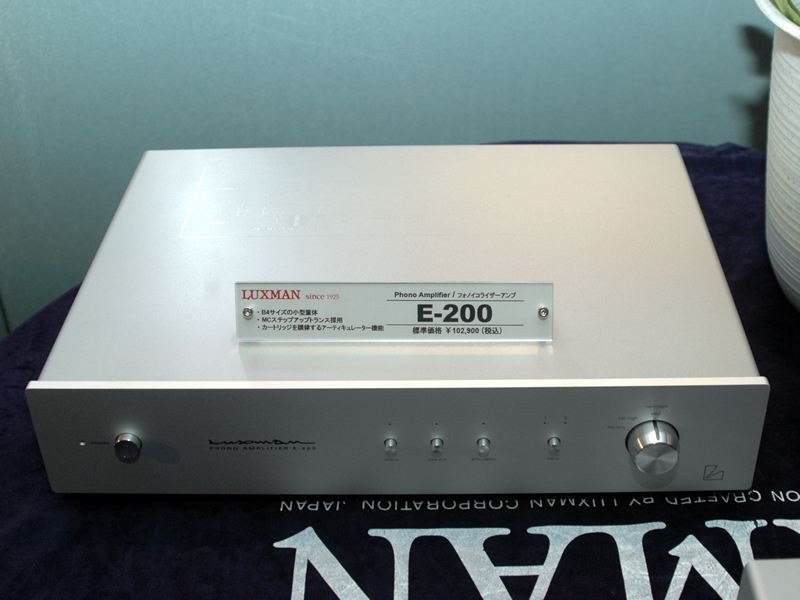 LUXMAN since 1925
・B4サイズの小型筐体
・MCステップアップトランス採用
・カートリッジを調律するアーティキュレーター機能
Phono Amplifier / フォノイコライザーアンプ
E-200
標準価格 ¥102,900(税込)
Luxman
PHONO AMPLIFIER E-200
ION CRAFTED BY LUXMAN CORPORATION JAPAN
MAN